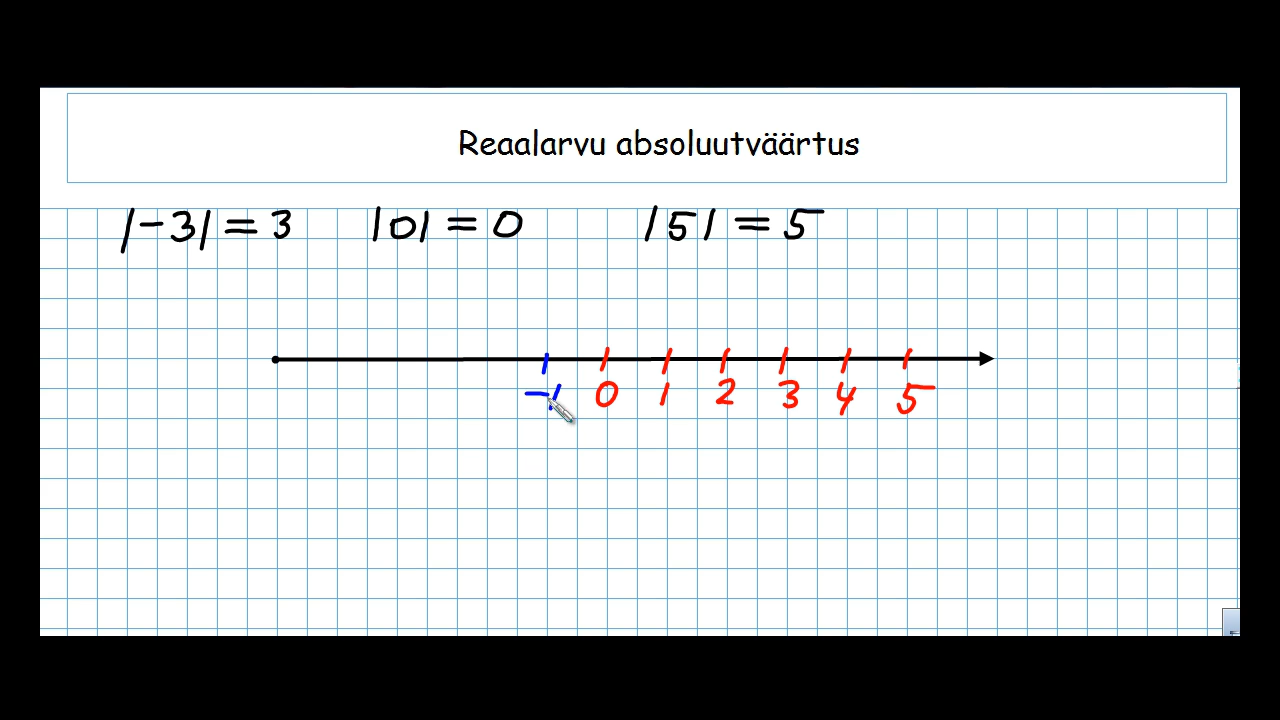 Reaalarvu absoluutväärtus
|-3| = 3 |0| = 0 |5| = 5
-1 0 1 2 3 4 5